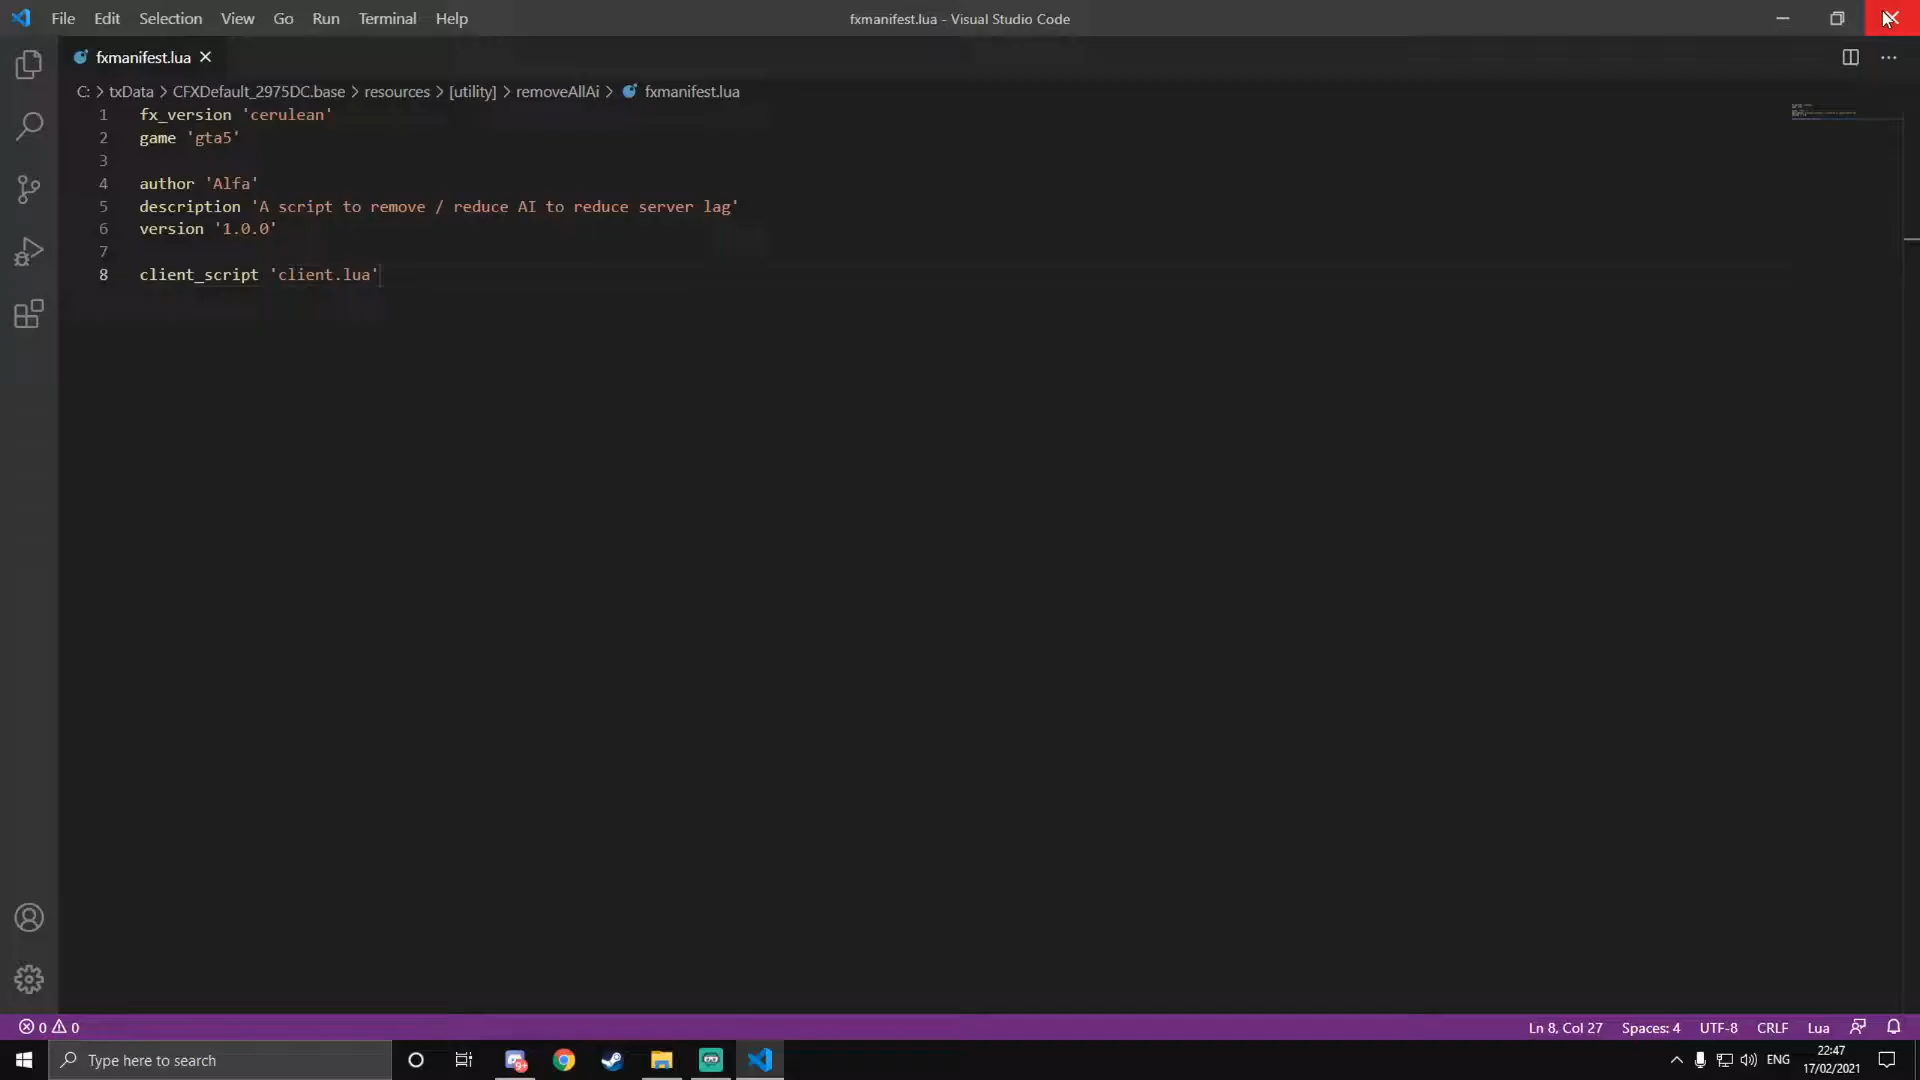 File Edit Selection View Go Run Terminal Help fxmanifest.lua - Visual Studio Code
fxmanifest.lua
C: > txData > CFXDefault_2975DC.base > resources > [utility] > removeAllAi > fxmanifest.lua
1 fx_version 'cerulean'
2 game 'gta5'
3
4 author 'Alfa'
5 description 'A script to remove / reduce AI to reduce server lag'
6 version '1.0.0'
7
8 client_script 'client.lua'
0 0 Ln 8, Col 27 Spaces: 4 UTF-8 CRLF Lua
Type here to search 9+ ENG 22:47
17/02/2021